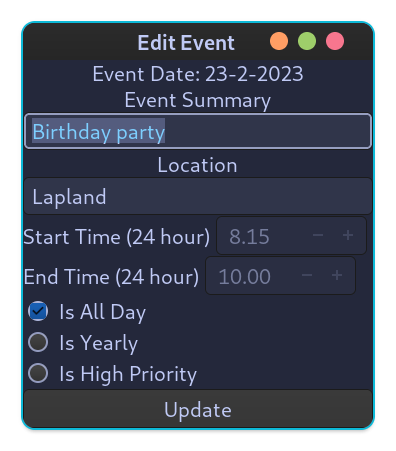 Edit Event
Event Date: 23-2-2023
Event Summary
Birthday party
Location
Lapland
Start Time (24 hour) 8.15 − +
End Time (24 hour) 10.00 − +
Is All Day
Is Yearly
Is High Priority
Update